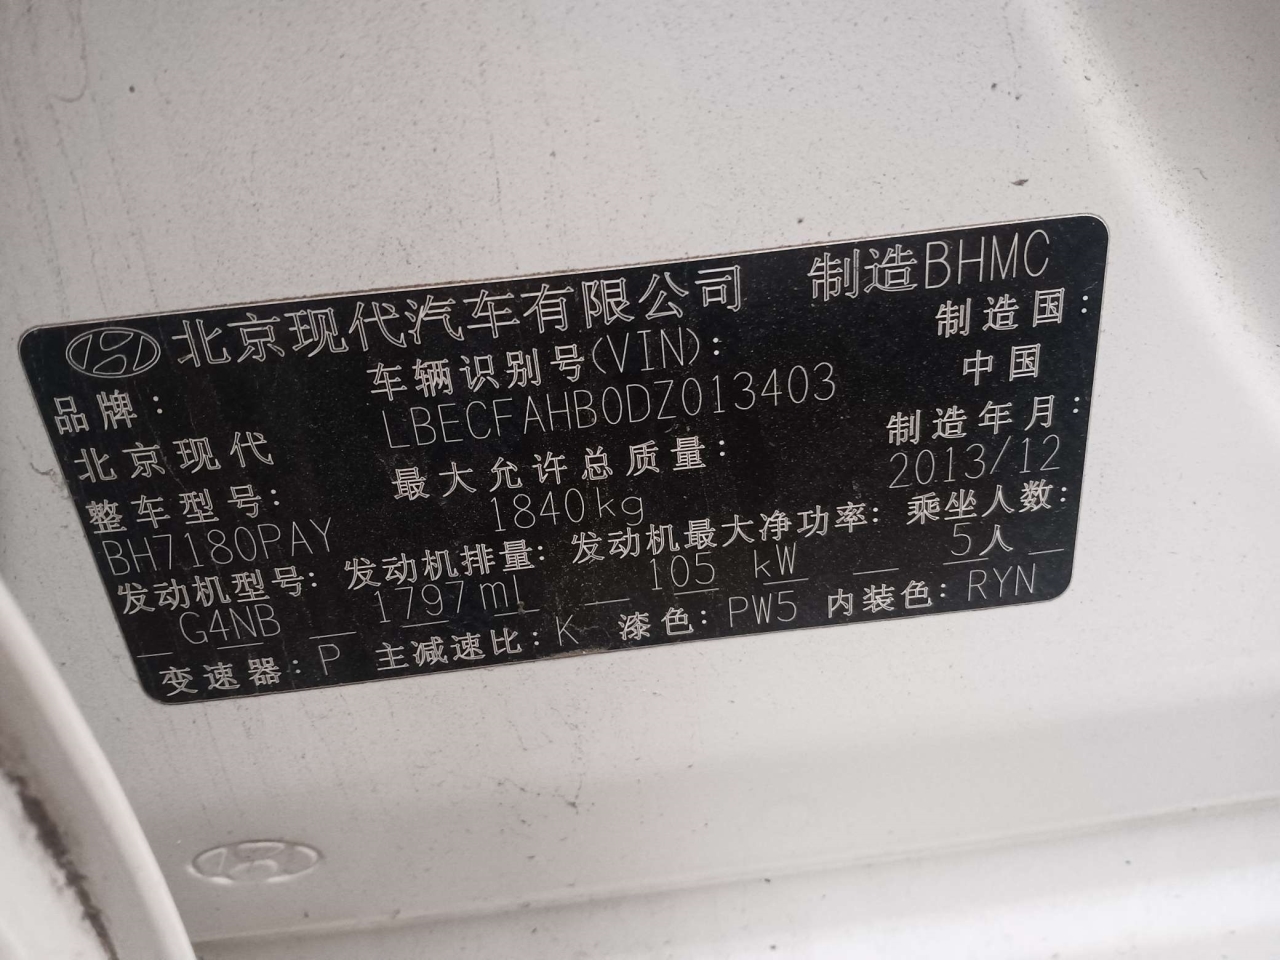 北京现代汽车有限公司 制造BHMC
品牌： 车辆识别号(VIN)： 制造国：
北京现代 LBECFAHB0DZ013403 中国
整车型号： 最大允许总质量： 制造年月：
BH7180PAY 1840kg 2013/12
发动机型号： 发动机排量： 发动机最大净功率： 乘坐人数：
G4NB 1797ml 105 kW 5人
变速器：P 主减速比：K 漆色：PW5 内装色：RYN